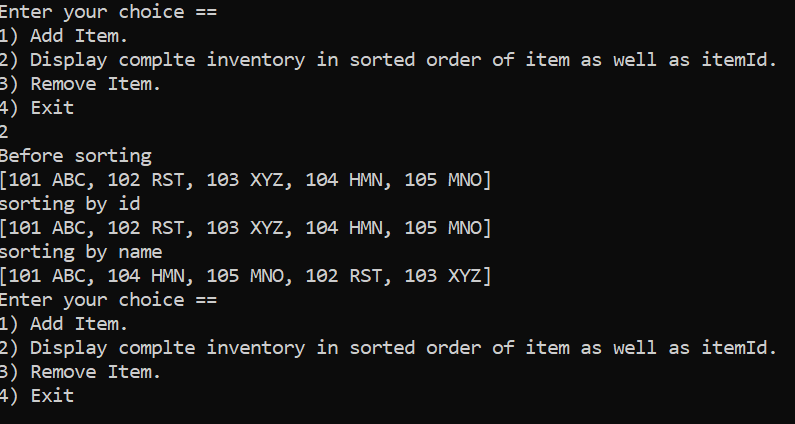 Enter your choice ==
1) Add Item.
2) Display complte inventory in sorted order of item as well as itemId.
3) Remove Item.
4) Exit
2
Before sorting
[101 ABC, 102 RST, 103 XYZ, 104 HMN, 105 MNO]
sorting by id
[101 ABC, 102 RST, 103 XYZ, 104 HMN, 105 MNO]
sorting by name
[101 ABC, 104 HMN, 105 MNO, 102 RST, 103 XYZ]
Enter your choice ==
1) Add Item.
2) Display complte inventory in sorted order of item as well as itemId.
3) Remove Item.
4) Exit